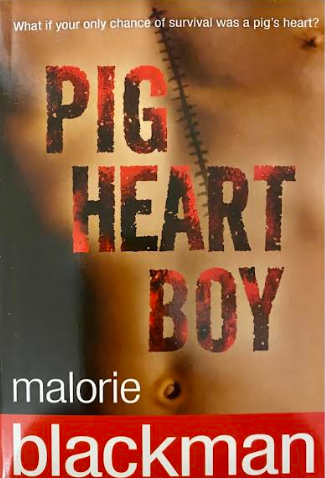 What if your only chance of survival was a pig's heart?
PIG
HEART
BOY
malorie
blackman